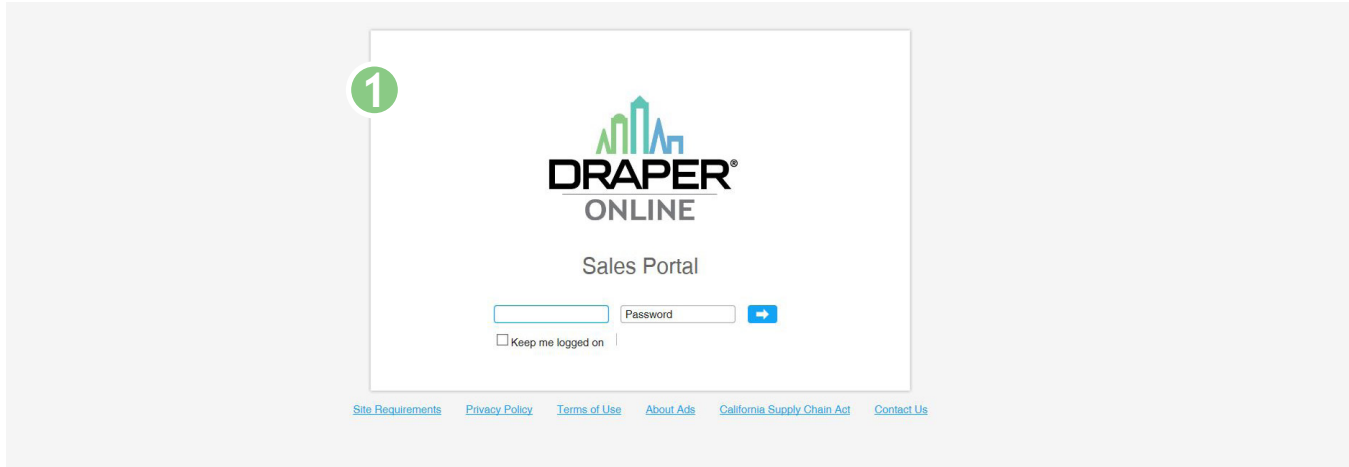 1
DRAPER®
ONLINE
Sales Portal
Password
Keep me logged on
Site Requirements Privacy Policy Terms of Use About Ads California Supply Chain Act Contact Us